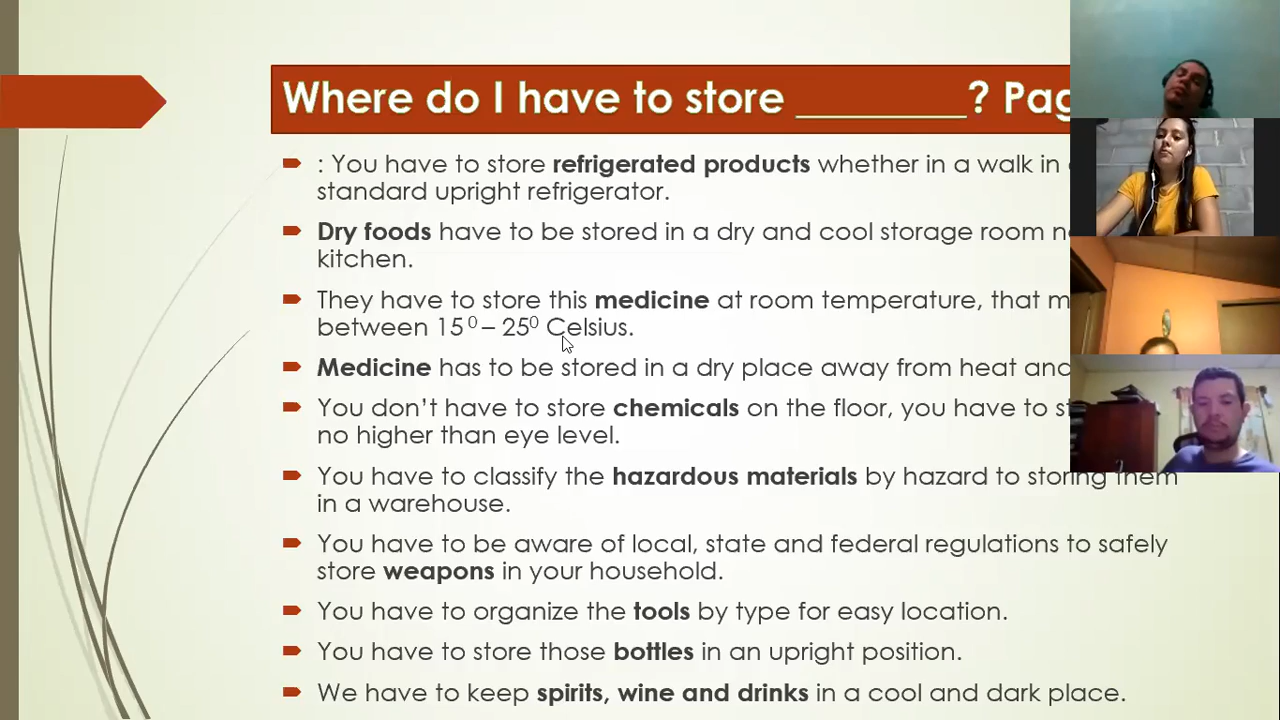 Where do I have to store _________? Pag
: You have to store refrigerated products whether in a walk in
standard upright refrigerator.
Dry foods have to be stored in a dry and cool storage room
kitchen.
They have to store this medicine at room temperature, that
between 15⁰ – 25⁰ Celsius.
Medicine has to be stored in a dry place away from heat and
You don't have to store chemicals on the floor, you have to
no higher than eye level.
You have to classify the hazardous materials by hazard to storing them
in a warehouse.
You have to be aware of local, state and federal regulations to safely
store weapons in your household.
You have to organize the tools by type for easy location.
You have to store those bottles in an upright position.
We have to keep spirits, wine and drinks in a cool and dark place.